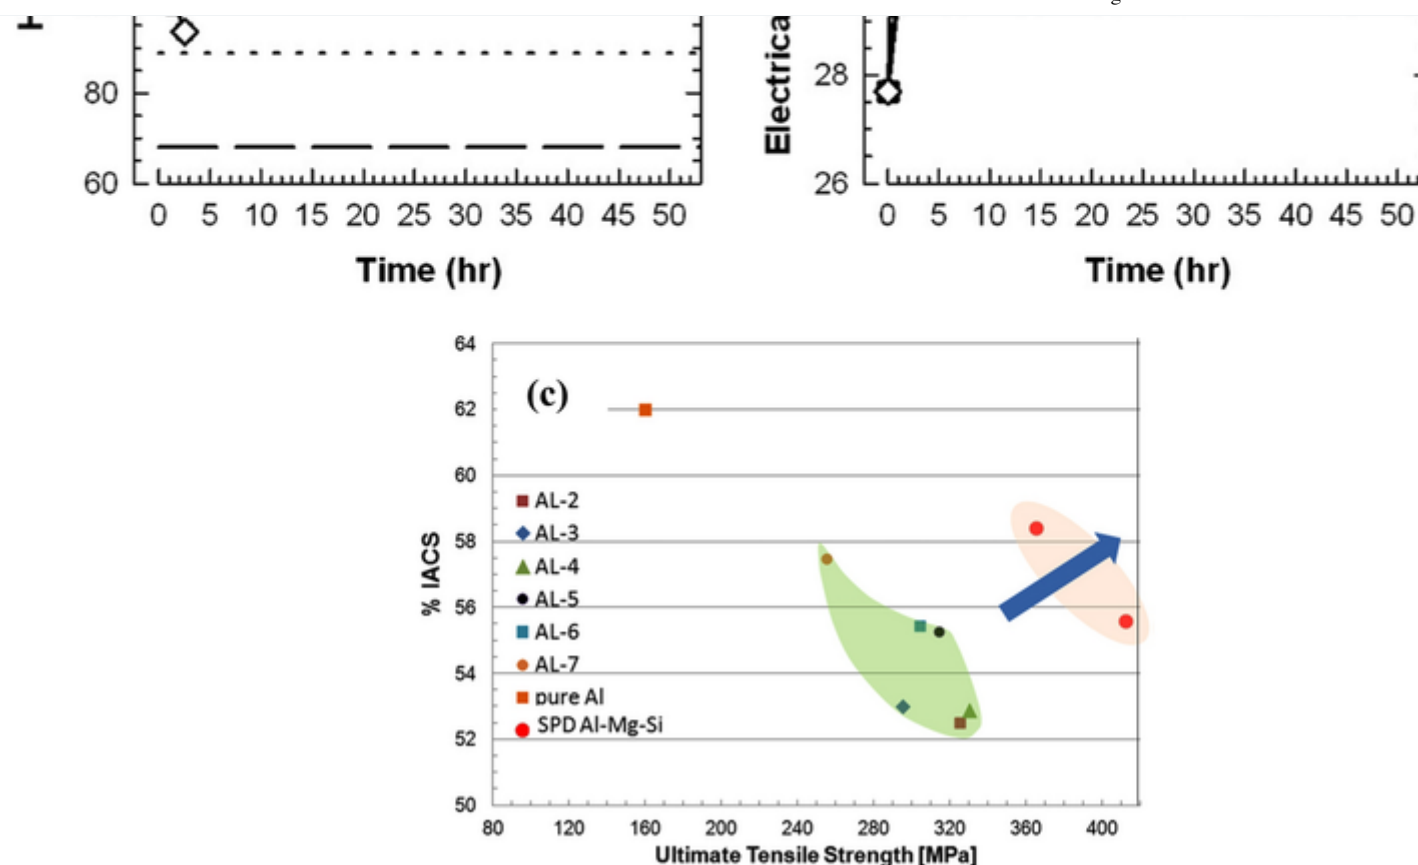 g
Electrica
80
60
0 5 10 15 20 25 30 35 40 45 50
Time (hr)
28
26
0 5 10 15 20 25 30 35 40 45 50
Time (hr)
(c)
64
62
60
58
56
54
52
50
% IACS
AL-2
AL-3
AL-4
AL-5
AL-6
AL-7
pure Al
SPD Al-Mg-Si
80 120 160 200 240 280 320 360 400
Ultimate Tensile Strength [MPa]